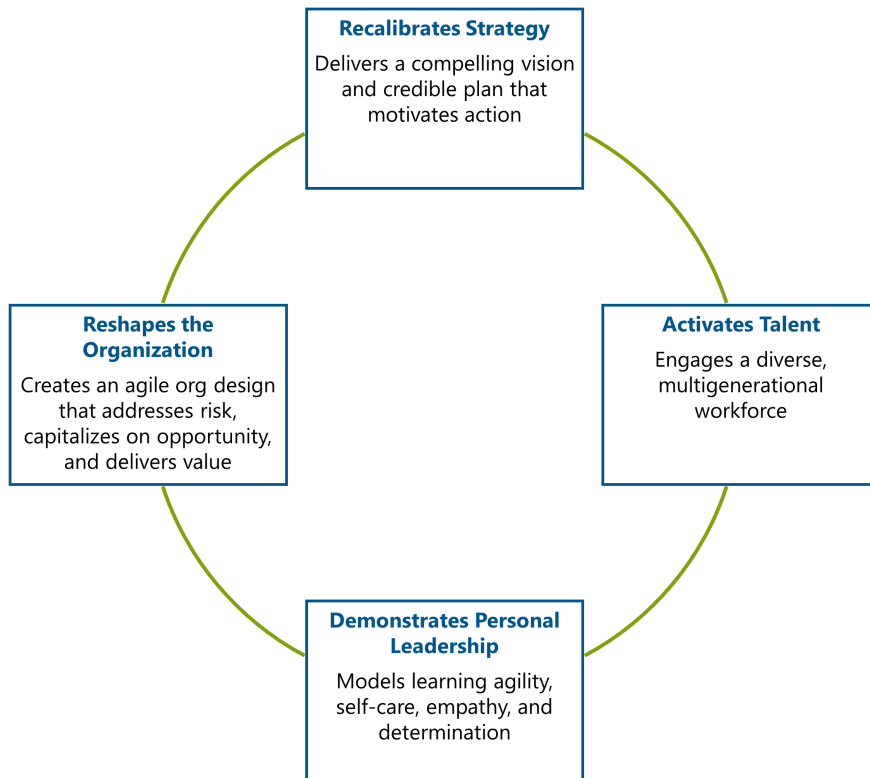 Recalibrates Strategy
Delivers a compelling vision
and credible plan that
motivates action
Reshapes the
Organization
Creates an agile org design
that addresses risk,
capitalizes on opportunity,
and delivers value
Activates Talent
Engages a diverse,
multigenerational
workforce
Demonstrates Personal
Leadership
Models learning agility,
self-care, empathy, and
determination